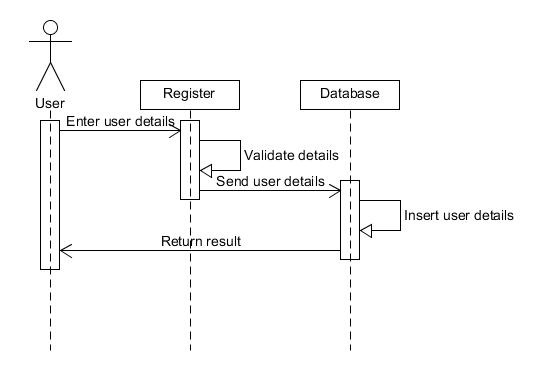 User
Register
Database
Enter user details
Validate details
Send user details
Insert user details
Return result